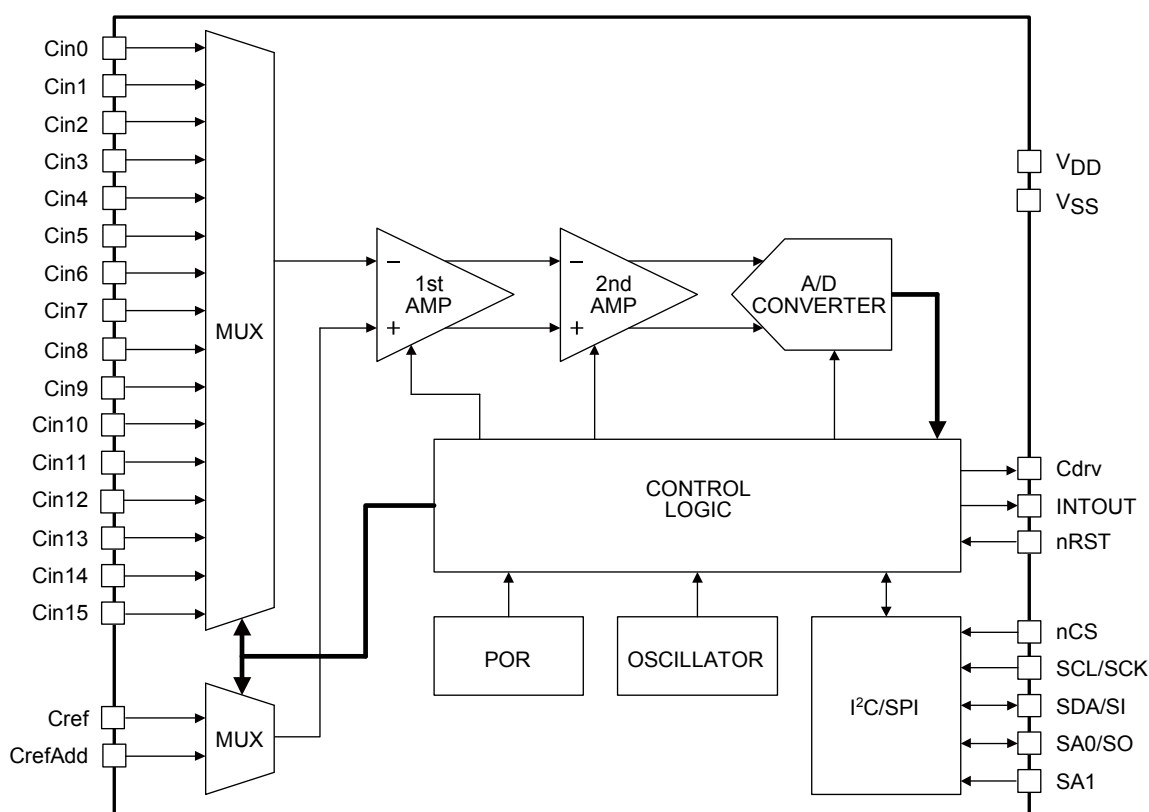 Cin0
Cin1
Cin2
Cin3
Cin4
Cin5
Cin6
Cin7
Cin8
Cin9
Cin10
Cin11
Cin12
Cin13
Cin14
Cin15
Cref
CrefAdd
MUX
MUX
−
+
1st
AMP
−
+
2nd
AMP
A/D
CONVERTER
CONTROL
LOGIC
POR
OSCILLATOR
I²C/SPI
VDD
VSS
Cdrv
INTOUT
nRST
nCS
SCL/SCK
SDA/SI
SA0/SO
SA1